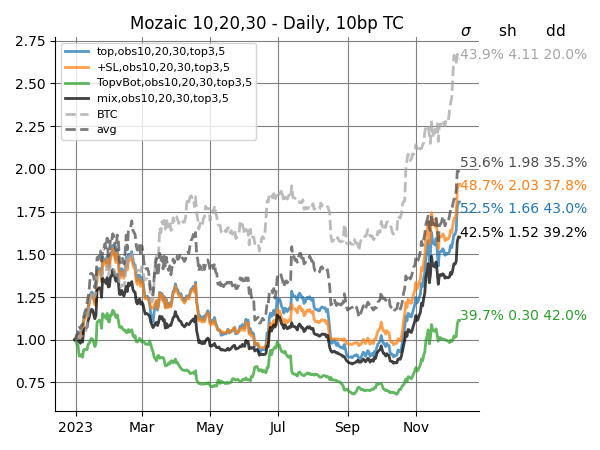 Mozaic 10,20,30 - Daily, 10bp TC
σ sh dd
2.75
2.50
2.25
2.00
1.75
1.50
1.25
1.00
0.75
top,obs10,20,30,top3,5
+SL,obs10,20,30,top3,5
TopvBot,obs10,20,30,top3,5
mix,obs10,20,30,top3,5
BTC
avg
43.9% 4.11 20.0%
53.6% 1.98 35.3%
48.7% 2.03 37.8%
52.5% 1.66 43.0%
42.5% 1.52 39.2%
39.7% 0.30 42.0%
2023 Mar May Jul Sep Nov